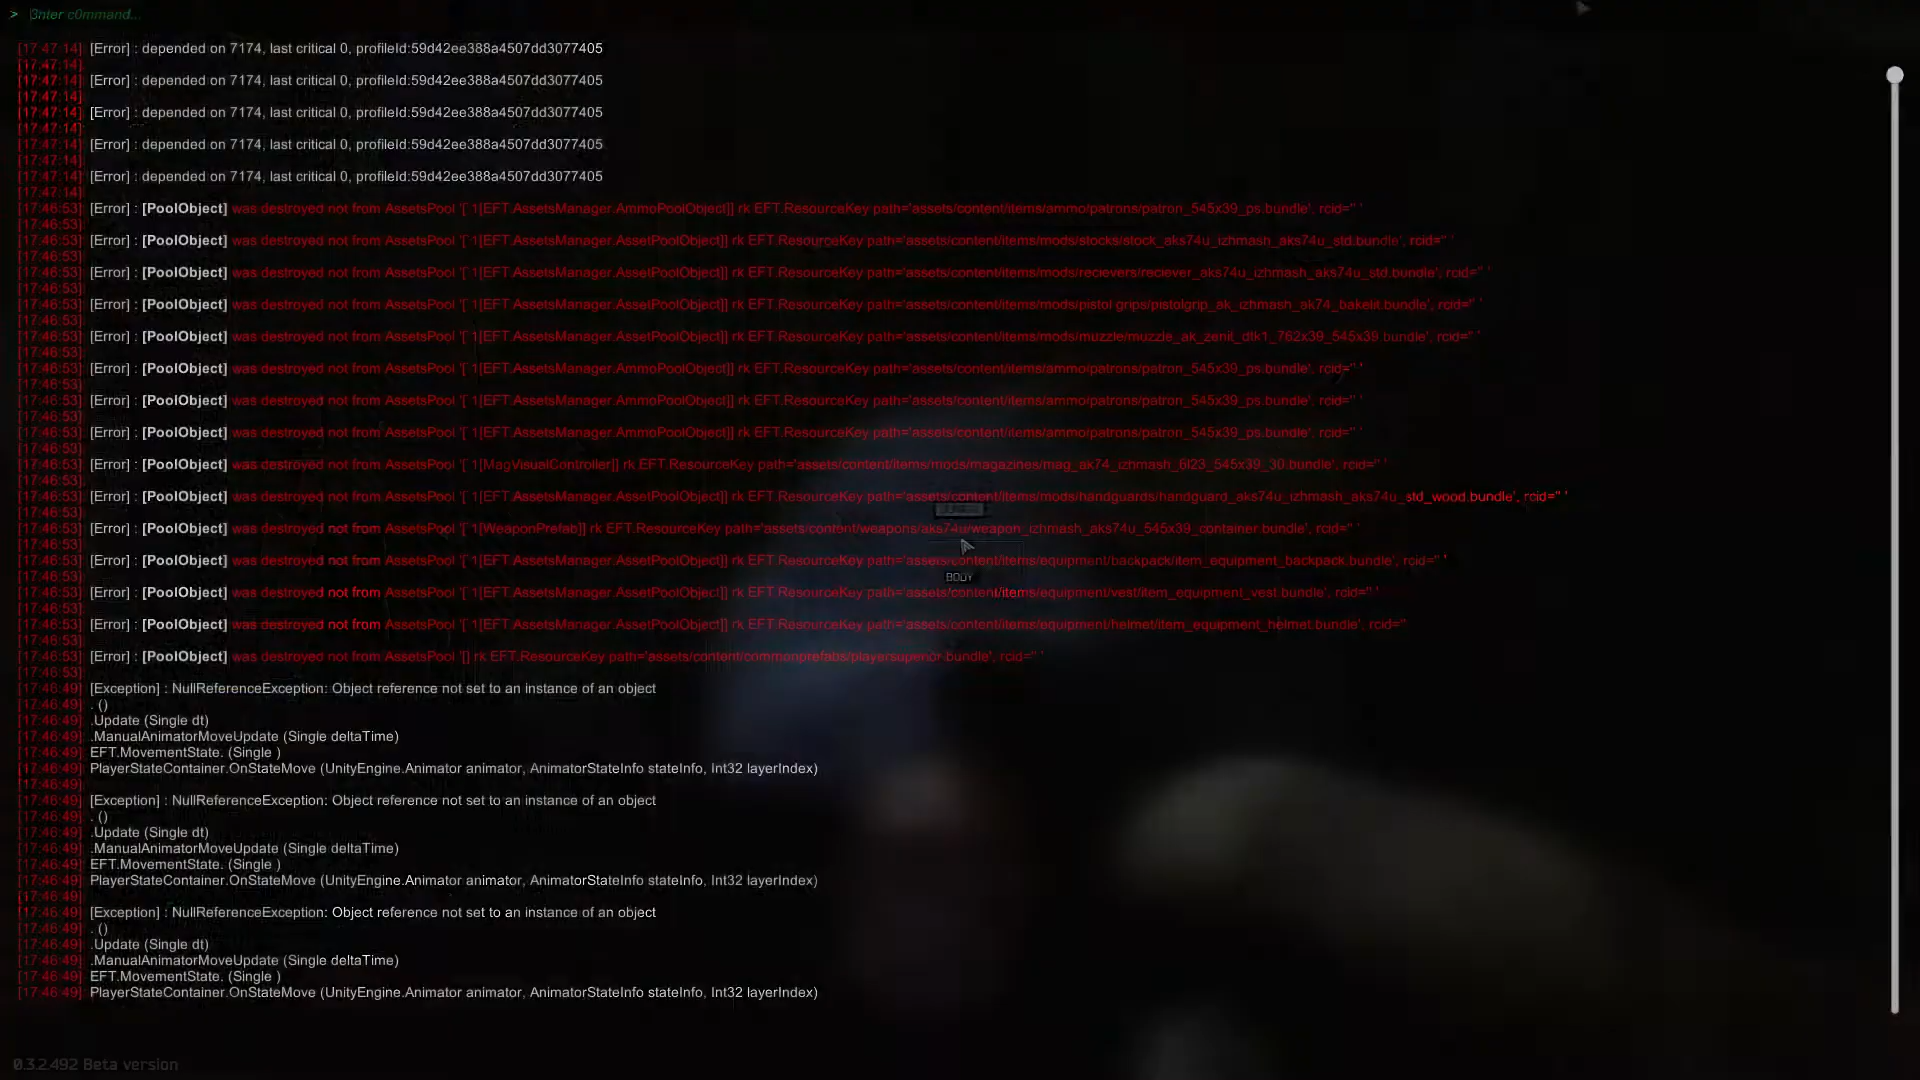 > 3nter c0mmand...
[17:47:14] [Error] : depended on 7174, last critical 0, profileId:59d42ee388a4507dd3077405
[17:47:14]
[17:47:14] [Error] : depended on 7174, last critical 0, profileId:59d42ee388a4507dd3077405
[17:47:14]
[17:47:14] [Error] : depended on 7174, last critical 0, profileId:59d42ee388a4507dd3077405
[17:47:14]
[17:47:14] [Error] : depended on 7174, last critical 0, profileId:59d42ee388a4507dd3077405
[17:47:14]
[17:47:14] [Error] : depended on 7174, last critical 0, profileId:59d42ee388a4507dd3077405
[17:47:14]
[17:46:53] [Error] : [PoolObject] was destroyed not from AssetsPool '[ 1[EFT.AssetsManager.AmmoPoolObject]] rk EFT.ResourceKey path='assets/content/items/ammo/patrons/patron_545x39_ps.bundle', rcid='' '
[17:46:53]
[17:46:53] [Error] : [PoolObject] was destroyed not from AssetsPool '[ 1[EFT.AssetsManager.AssetPoolObject]] rk EFT.ResourceKey path='assets/content/items/mods/stocks/stock_aks74u_izhmash_aks74u_std.bundle', rcid='' '
[17:46:53]
[17:46:53] [Error] : [PoolObject] was destroyed not from AssetsPool '[ 1[EFT.AssetsManager.AssetPoolObject]] rk EFT.ResourceKey path='assets/content/items/mods/recievers/reciever_aks74u_izhmash_aks74u_std.bundle', rcid='' '
[17:46:53]
[17:46:53] [Error] : [PoolObject] was destroyed not from AssetsPool '[ 1[EFT.AssetsManager.AssetPoolObject]] rk EFT.ResourceKey path='assets/content/items/mods/pistol grips/pistolgrip_ak_izhmash_ak74_bakelit.bundle', rcid='' '
[17:46:53]
[17:46:53] [Error] : [PoolObject] was destroyed not from AssetsPool '[ 1[EFT.AssetsManager.AssetPoolObject]] rk EFT.ResourceKey path='assets/content/items/mods/muzzle/muzzle_ak_zenit_dtk1_762x39_545x39.bundle', rcid='' '
[17:46:53]
[17:46:53] [Error] : [PoolObject] was destroyed not from AssetsPool '[ 1[EFT.AssetsManager.AmmoPoolObject]] rk EFT.ResourceKey path='assets/content/items/ammo/patrons/patron_545x39_ps.bundle', rcid='' '
[17:46:53]
[17:46:53] [Error] : [PoolObject] was destroyed not from AssetsPool '[ 1[EFT.AssetsManager.AmmoPoolObject]] rk EFT.ResourceKey path='assets/content/items/ammo/patrons/patron_545x39_ps.bundle', rcid='' '
[17:46:53]
[17:46:53] [Error] : [PoolObject] was destroyed not from AssetsPool '[ 1[EFT.AssetsManager.AmmoPoolObject]] rk EFT.ResourceKey path='assets/content/items/ammo/patrons/patron_545x39_ps.bundle', rcid='' '
[17:46:53]
[17:46:53] [Error] : [PoolObject] was destroyed not from AssetsPool '[ 1[MagVisualController]] rk EFT.ResourceKey path='assets/content/items/mods/magazines/mag_ak74_izhmash_6l23_545x39_30.bundle', rcid='' '
[17:46:53]
[17:46:53] [Error] : [PoolObject] was destroyed not from AssetsPool '[ 1[EFT.AssetsManager.AssetPoolObject]] rk EFT.ResourceKey path='assets/content/items/mods/handguards/handguard_aks74u_izhmash_aks74u_std_wood.bundle', rcid='' '
[17:46:53]
[17:46:53] [Error] : [PoolObject] was destroyed not from AssetsPool '[ 1[WeaponPrefab]] rk EFT.ResourceKey path='assets/content/weapons/aks74u/weapon_izhmash_aks74u_545x39_container.bundle', rcid='' '
[17:46:53]
[17:46:53] [Error] : [PoolObject] was destroyed not from AssetsPool '[ 1[EFT.AssetsManager.AssetPoolObject]] rk EFT.ResourceKey path='assets/content/items/equipment/backpack/item_equipment_backpack.bundle', rcid='' '
[17:46:53]
BODY
[17:46:53] [Error] : [PoolObject] was destroyed not from AssetsPool '[ 1[EFT.AssetsManager.AssetPoolObject]] rk EFT.ResourceKey path='assets/content/items/equipment/vest/item_equipment_vest.bundle', rcid='' '
[17:46:53]
[17:46:53] [Error] : [PoolObject] was destroyed not from AssetsPool '[ 1[EFT.AssetsManager.AssetPoolObject]] rk EFT.ResourceKey path='assets/content/items/equipment/helmet/item_equipment_helmet.bundle', rcid=''
[17:46:53]
[17:46:53] [Error] : [PoolObject] was destroyed not from AssetsPool '[] rk EFT.ResourceKey path='assets/content/commonprefabs/playersuperior.bundle', rcid='' '
[17:46:53]
[17:46:49] [Exception] : NullReferenceException: Object reference not set to an instance of an object
[17:46:49] . ()
[17:46:49] .Update (Single dt)
[17:46:49] .ManualAnimatorMoveUpdate (Single deltaTime)
[17:46:49] EFT.MovementState. (Single )
[17:46:49] PlayerStateContainer.OnStateMove (UnityEngine.Animator animator, AnimatorStateInfo stateInfo, Int32 layerIndex)
[17:46:49]
[17:46:49] [Exception] : NullReferenceException: Object reference not set to an instance of an object
[17:46:49] . ()
[17:46:49] .Update (Single dt)
[17:46:49] .ManualAnimatorMoveUpdate (Single deltaTime)
[17:46:49] EFT.MovementState. (Single )
[17:46:49] PlayerStateContainer.OnStateMove (UnityEngine.Animator animator, AnimatorStateInfo stateInfo, Int32 layerIndex)
[17:46:49]
[17:46:49] [Exception] : NullReferenceException: Object reference not set to an instance of an object
[17:46:49] . ()
[17:46:49] .Update (Single dt)
[17:46:49] .ManualAnimatorMoveUpdate (Single deltaTime)
[17:46:49] EFT.MovementState. (Single )
[17:46:49] PlayerStateContainer.OnStateMove (UnityEngine.Animator animator, AnimatorStateInfo stateInfo, Int32 layerIndex)
0.3.2.492 Beta version